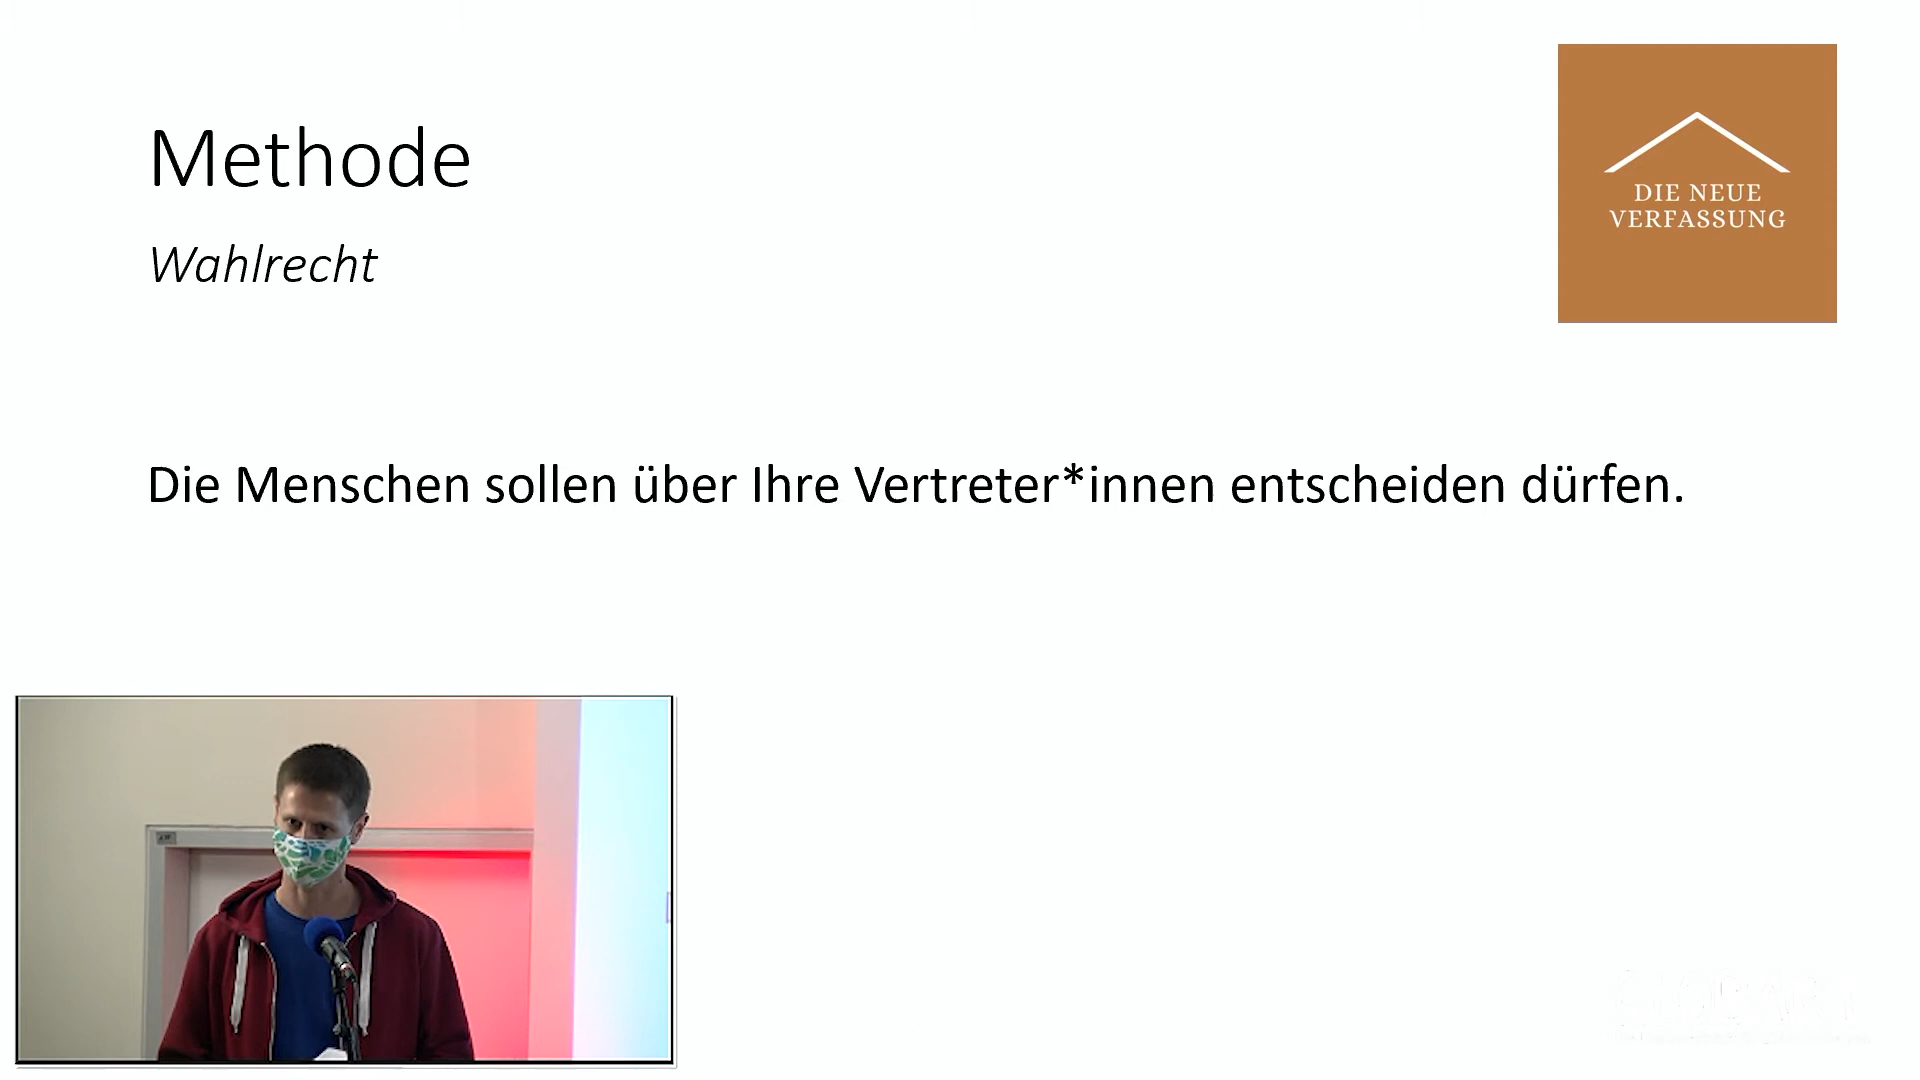 Methode
Wahlrecht
DIE NEUE
VERFASSUNG
Die Menschen sollen über Ihre Vertreter*innen entscheiden dürfen.